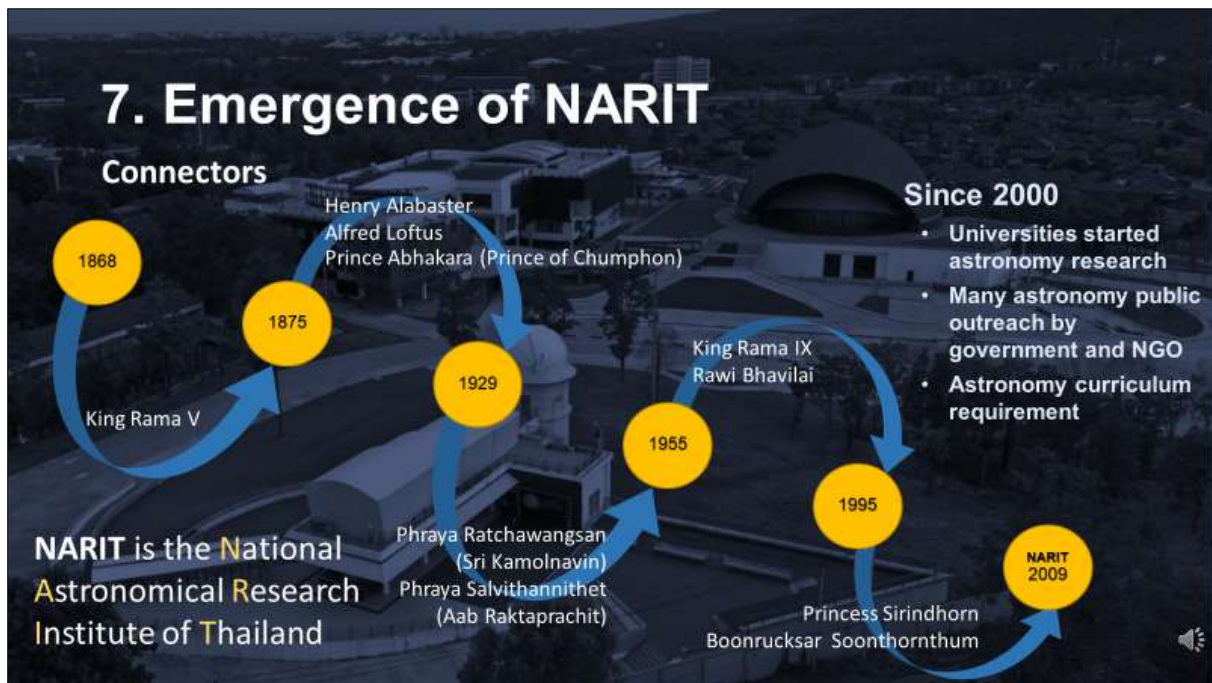 7. Emergence of NARIT
Connectors
1868
King Rama V
1875
Henry Alabaster
Alfred Loftus
Prince Abhakara (Prince of Chumphon)
1929
Phraya Ratchawangsan
(Sri Kamolnavin)
Phraya Salvithannithet
(Aab Raktaprachit)
1955
King Rama IX
Rawi Bhavilai
1995
Princess Sirindhorn
Boonrucksar Soonthornthum
NARIT
2009
Since 2000
• Universities started
astronomy research
• Many astronomy public
outreach by
government and NGO
• Astronomy curriculum
requirement
NARIT is the National
Astronomical Research
Institute of Thailand